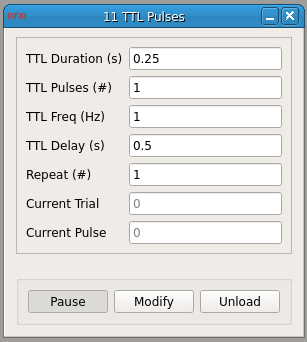 RTXI 11 TTL Pulses
TTL Duration (s) 0.25
TTL Pulses (#) 1
TTL Freq (Hz) 1
TTL Delay (s) 0.5
Repeat (#) 1
Current Trial 0
Current Pulse 0
Pause Modify Unload